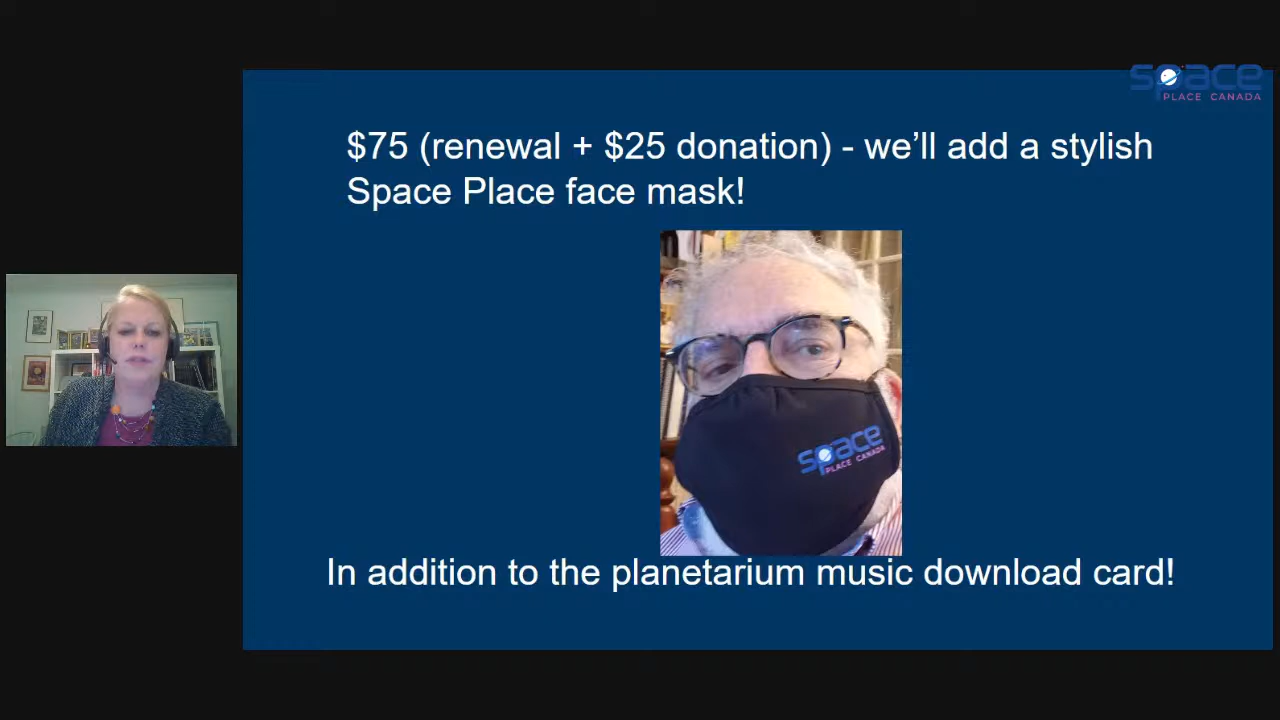 space
PLACE CANADA
$75 (renewal + $25 donation) - we’ll add a stylish
Space Place face mask!
space
PLACE CANADA
In addition to the planetarium music download card!